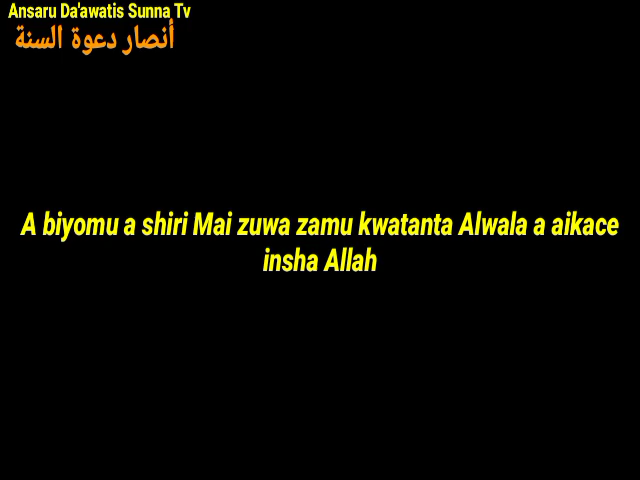 Ansaru Da'awatis Sunna Tv
أنصار دعوة السنة
A biyomu a shiri Mai zuwa zamu kwatanta Alwala a aikace
insha Allah